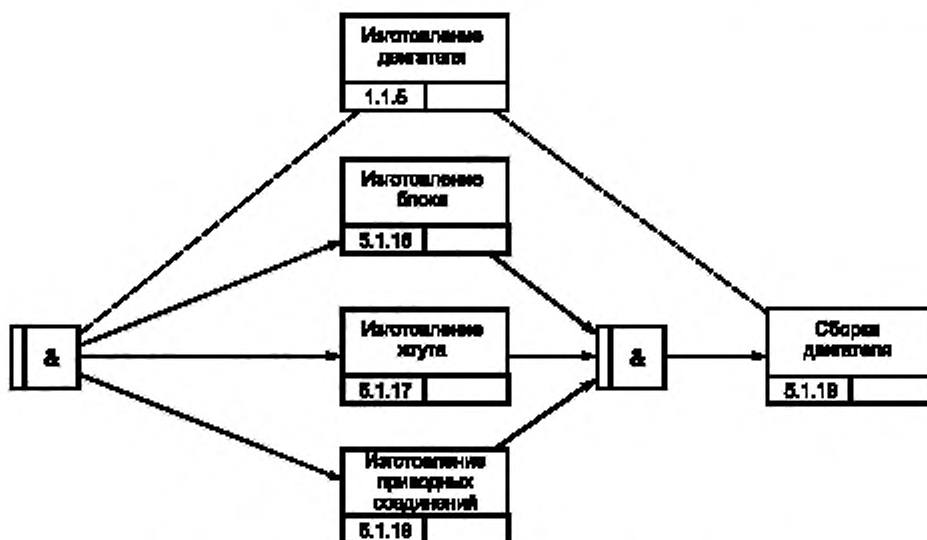 Изготовление
двигателя
1.1.5
Изготовление
блока
5.1.16
&
Изготовление
жгута
5.1.17
&
Сборка
двигателя
5.1.19
Изготовление
приводных
соединений
5.1.18